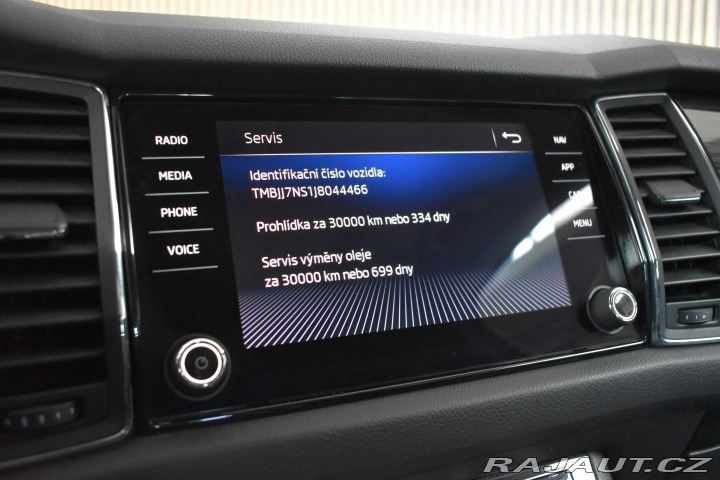 RADIO
MEDIA
PHONE
VOICE
Servis
Identifikační číslo vozidla:
TMBJJ7NS1J8044466
Prohlídka za 30000 km nebo 334 dny
Servis výměny oleje
za 30000 km nebo 699 dny
NAV
APP
CAR
MENU
RAJAUT.CZ